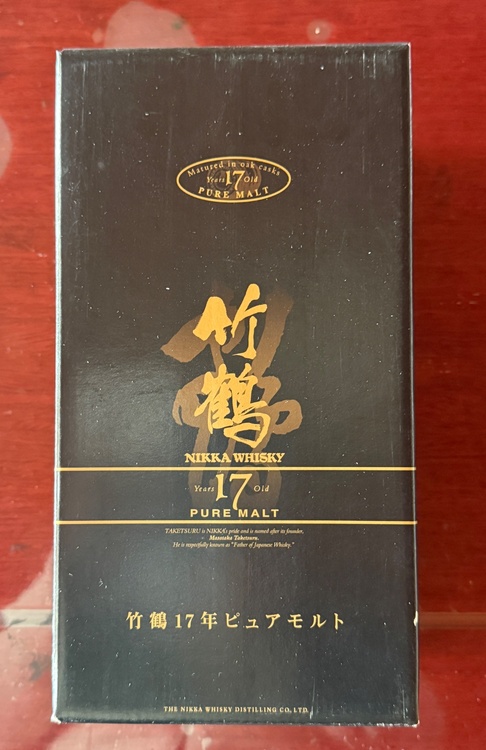 Matured in oak casks
Years 17 Old
PURE MALT
竹
鶴
NIKKA WHISKY
Years 17 Old
PURE MALT
TAKETSURU is NIKKA's pride and is named after its founder,
Masataka Taketsuru.
He is respectfully known as "Father of Japanese Whisky."
竹鶴17年ピュアモルト
THE NIKKA WHISKY DISTILLING CO., LTD.